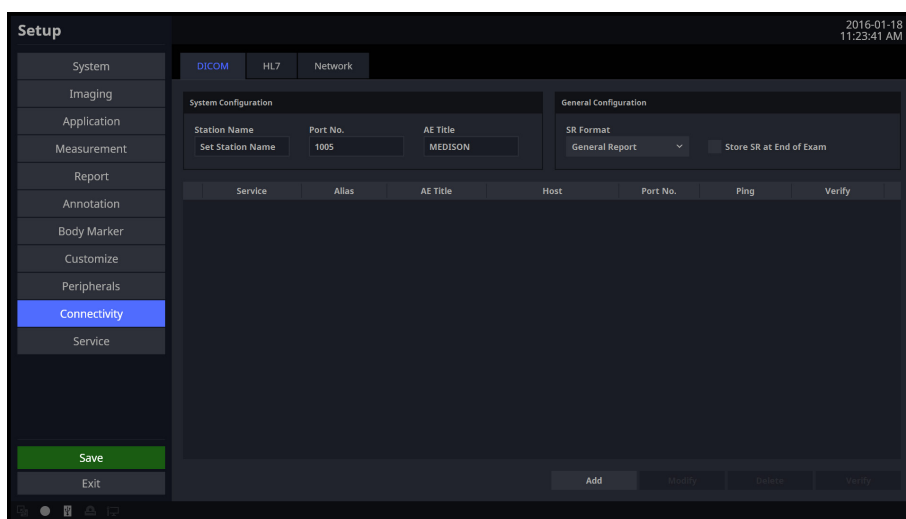 Setup
2016-01-18
11:23:41 AM
System
Imaging
Application
Measurement
Report
Annotation
Body Marker
Customize
Peripherals
Connectivity
Service
Save
Exit
DICOM HL7 Network
System Configuration
Station Name Port No. AE Title
Set Station Name 1005 MEDISON
General Configuration
SR Format
General Report Store SR at End of Exam
Service Alias AE Title Host Port No. Ping Verify
Add Modify Delete Verify